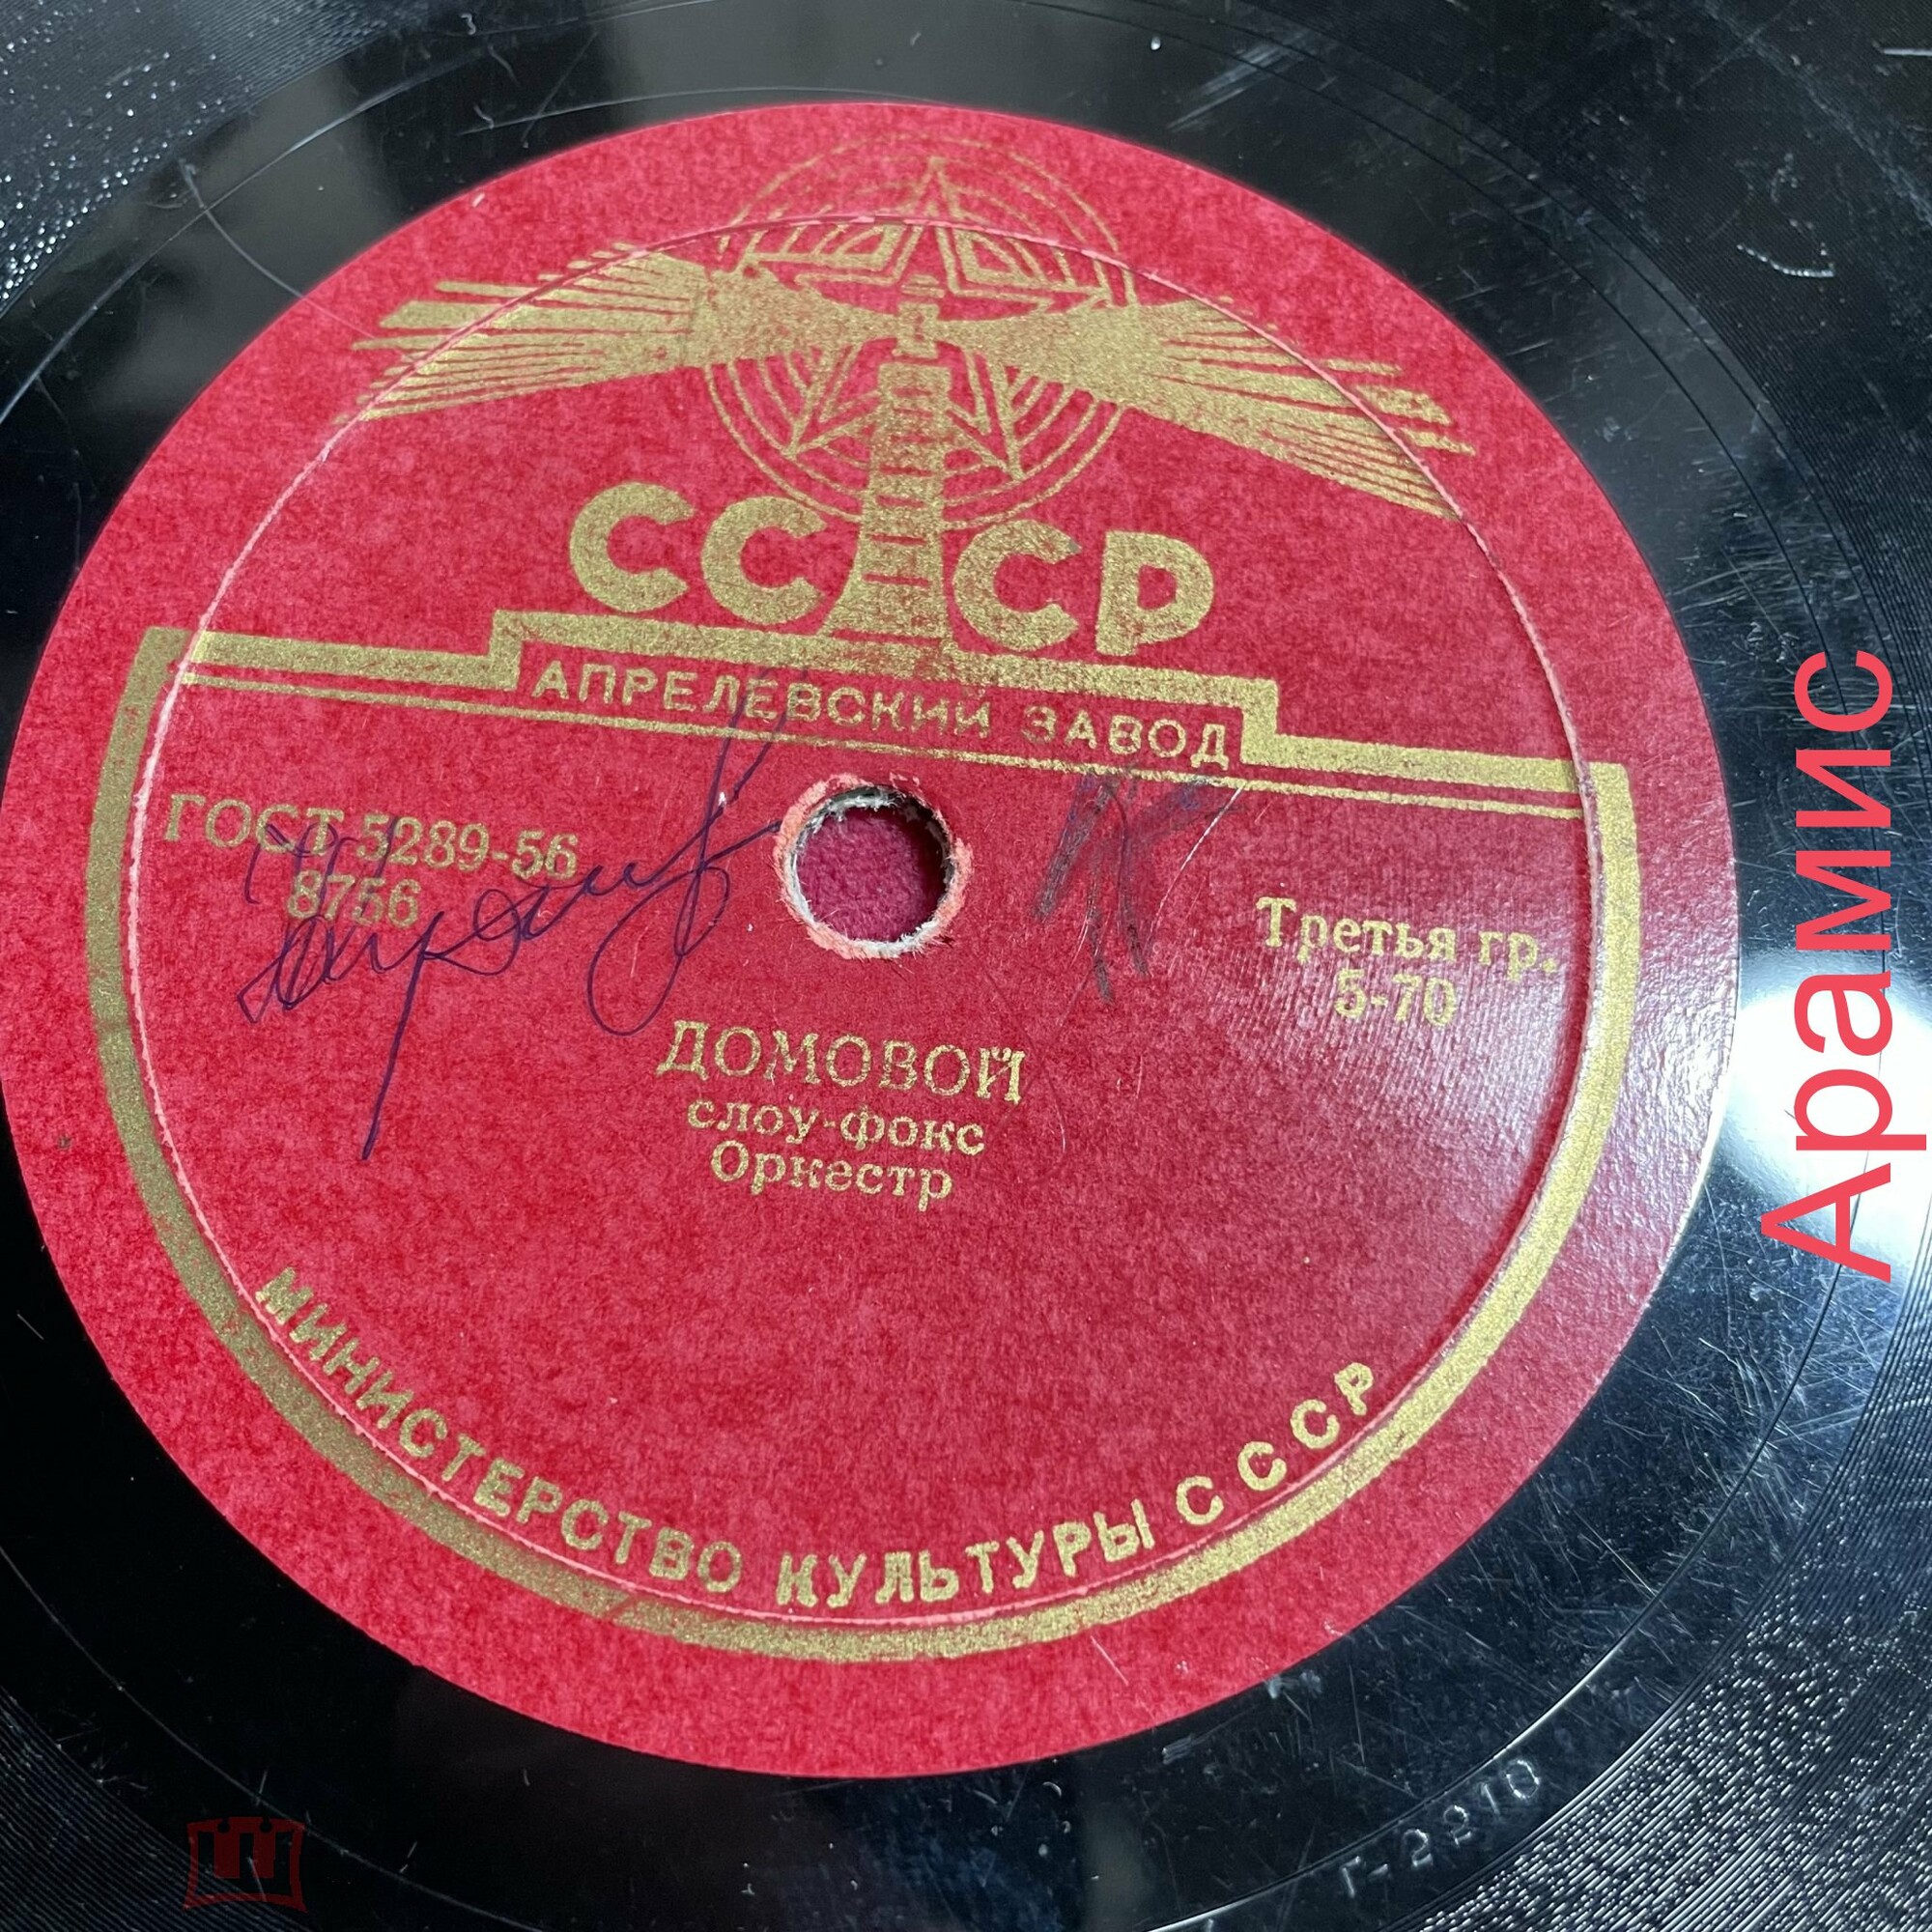 СССР
АПРЕЛЕВСКИЙ ЗАВОД
ГОСТ 5289-56
8756
Третья гр.
5-70
ДОМОВОЙ
слоу-фокс
Оркестр
МИНИСТЕРСТВО КУЛЬТУРЫ СССР
Г-2210
Арамис